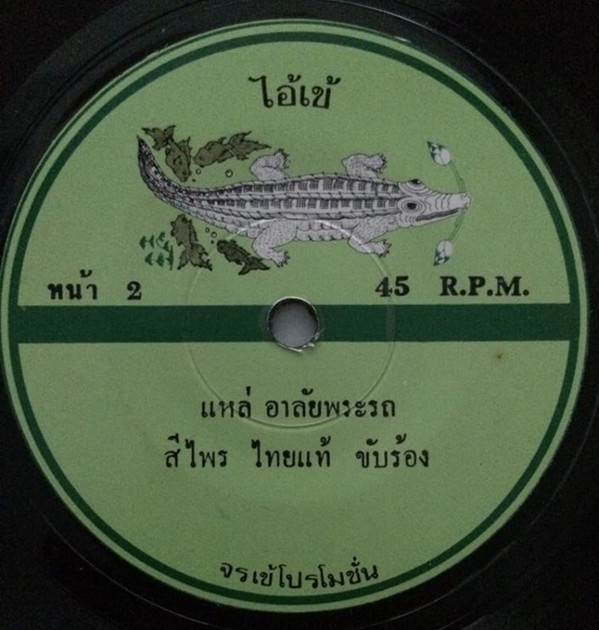 ไอ้เข้
หน้า 2 45 R.P.M.
แหล่ อาลัยพระรถ
สีไพร ไทยแท้ ขับร้อง
จรเข้โปรโมชั่น